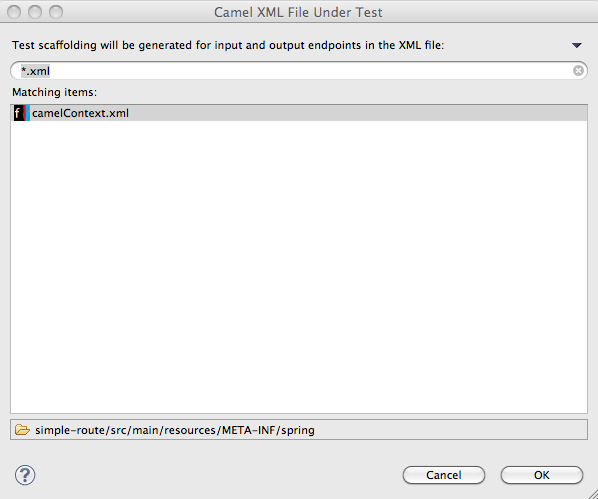 Camel XML File Under Test
Test scaffolding will be generated for input and output endpoints in the XML file:
*.xml
Matching items:
camelContext.xml
simple-route/src/main/resources/META-INF/spring
?
Cancel
OK